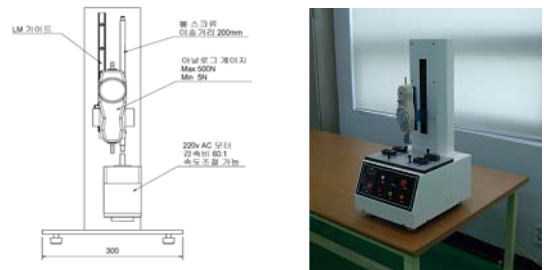 LM 가이드
볼 스크류
이송거리 200mm
아날로그 게이지
Max 500N
Min 5N
220v AC 모터
감속비 60:1
속도조절 가능
300